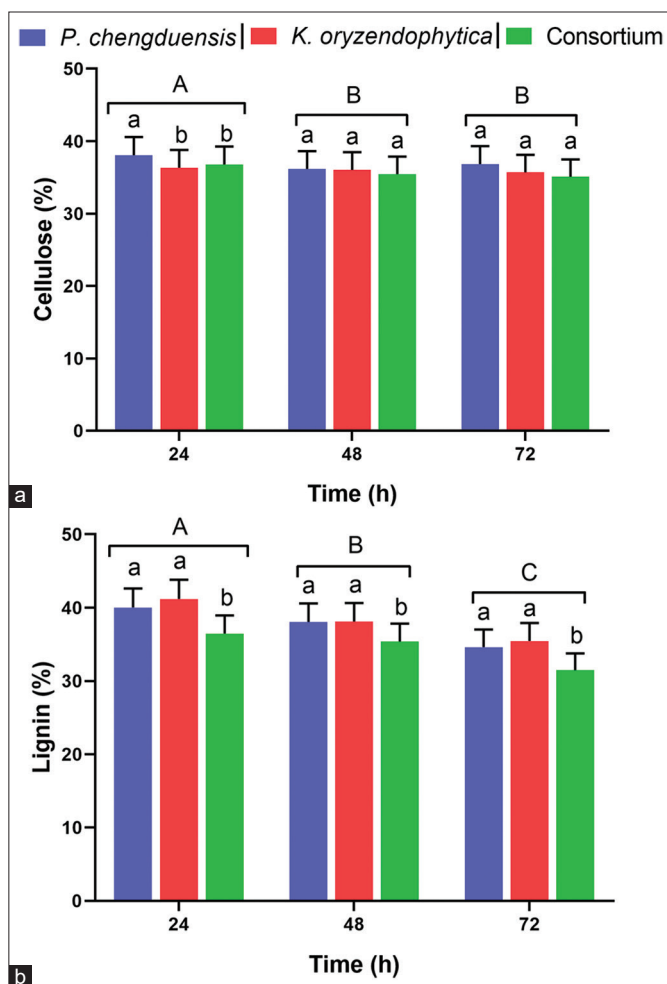 a
P. chengduensis K. oryzendophytica Consortium
50
A
B
B
a
b
b
a
a
a
a
a
a
40
30
20
10
0
Cellulose (%)
24
48
72
Time (h)
b
50
A
B
C
a
a
b
a
a
b
a
a
b
40
30
20
10
0
Lignin (%)
24
48
72
Time (h)